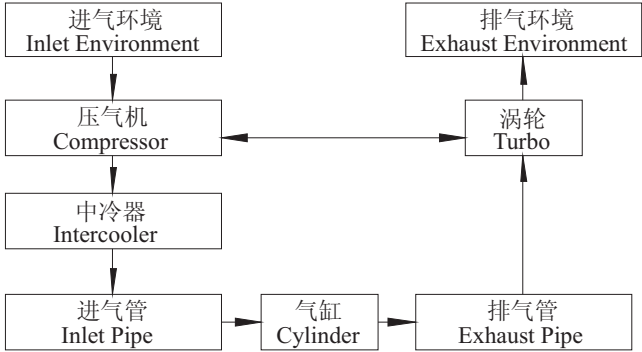 进气环境
Inlet Environment
排气环境
Exhaust Environment
压气机
Compressor
涡轮
Turbo
中冷器
Intercooler
进气管
Inlet Pipe
气缸
Cylinder
排气管
Exhaust Pipe